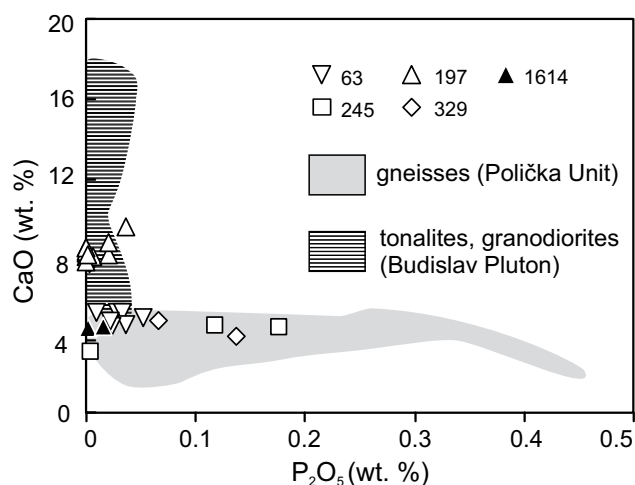 20
16
12
8
4
0
CaO (wt. %)
63 197 1614
245 329
gneisses (Polička Unit)
tonalites, granodiorites
(Budislav Pluton)
0 0.1 0.2 0.3 0.4 0.5
P₂O₅ (wt. %)